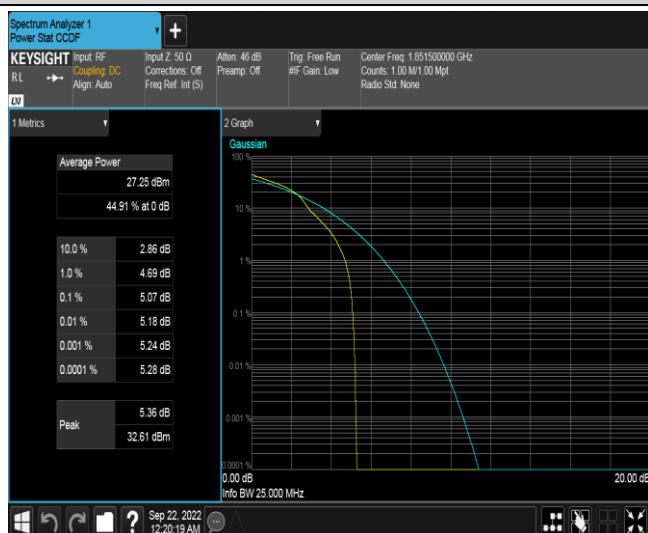 Spectrum Analyzer 1
Power Stat CCDF
+
KEYSIGHT
RL
LXI
Input: RF
Coupling: DC
Align: Auto
Input Z: 50 Ω
Corrections: Off
Freq Ref: Int (S)
Atten: 46 dB
Preamp: Off
Trig: Free Run
#IF Gain: Low
Center Freq: 1.851500000 GHz
Counts: 1.00 M/1.00 Mpt
Radio Std: None
1 Metrics
Average Power
27.25 dBm
44.91 % at 0 dB
10.0 % 2.86 dB
1.0 % 4.69 dB
0.1 % 5.07 dB
0.01 % 5.18 dB
0.001 % 5.24 dB
0.0001 % 5.28 dB
Peak
5.36 dB
32.61 dBm
2 Graph
Gaussian
100 %
10 %
1 %
0.1 %
0.01 %
0.001 %
0.0001 %
0.00 dB 20.00 dB
Info BW 25.000 MHz
?
Sep 22, 2022
12:20:19 AM